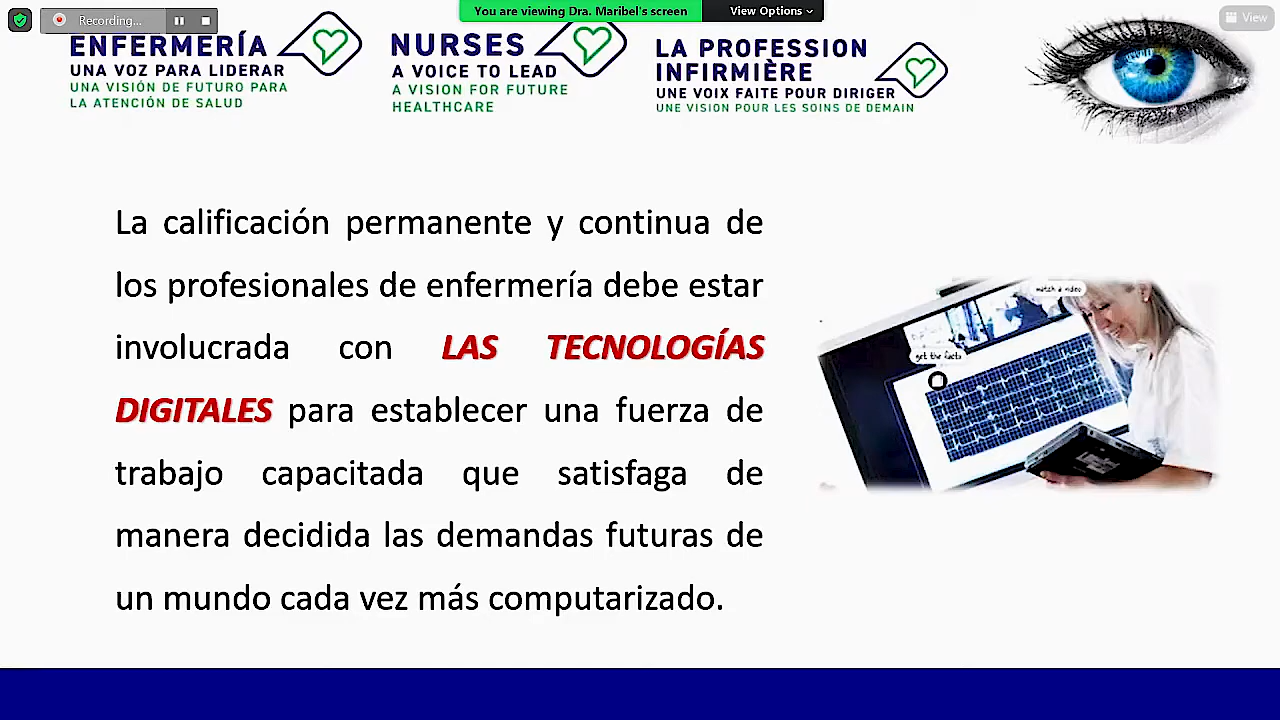 Recording...
You are viewing Dra. Maribel's screen
View Options
View
ENFERMERÍA
UNA VOZ PARA LIDERAR
UNA VISIÓN DE FUTURO PARA
LA ATENCIÓN DE SALUD
NURSES
A VOICE TO LEAD
A VISION FOR FUTURE
HEALTHCARE
LA PROFESSION
INFIRMIÈRE
UNE VOIX FAITE POUR DIRIGER
UNE VISION POUR LES SOINS DE DEMAIN
La calificación permanente y continua de
los profesionales de enfermería debe estar
involucrada con LAS TECNOLOGÍAS
DIGITALES para establecer una fuerza de
trabajo capacitada que satisfaga de
manera decidida las demandas futuras de
un mundo cada vez más computarizado.
watch a video
get the facts